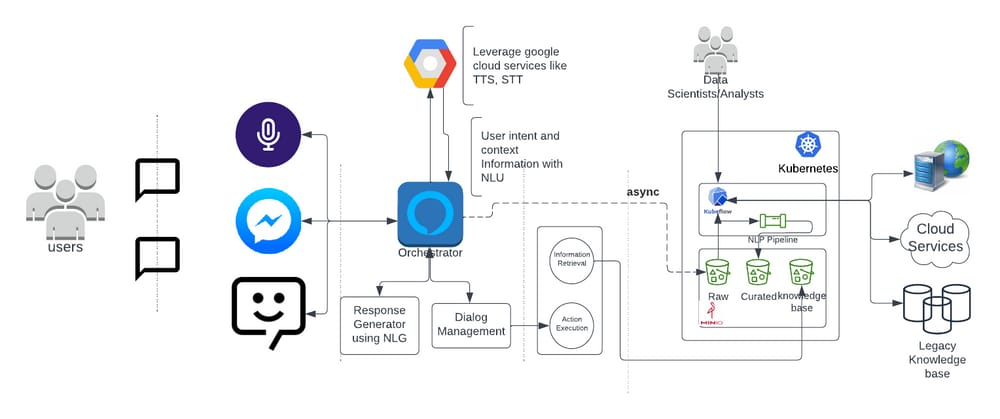 Leverage google
cloud services like
TTS, STT
Data
Scientists/Analysts
User intent and
context
Information with
NLU
Kubernetes
users
async
Kubeflow
Orchestrator
NLP Pipeline
Cloud
Services
Information
Retrieval
Raw
Curated
knowledge
base
Response
Generator
using NLG
Dialog
Management
Action
Execution
MINIO
Legacy
Knowledge
base